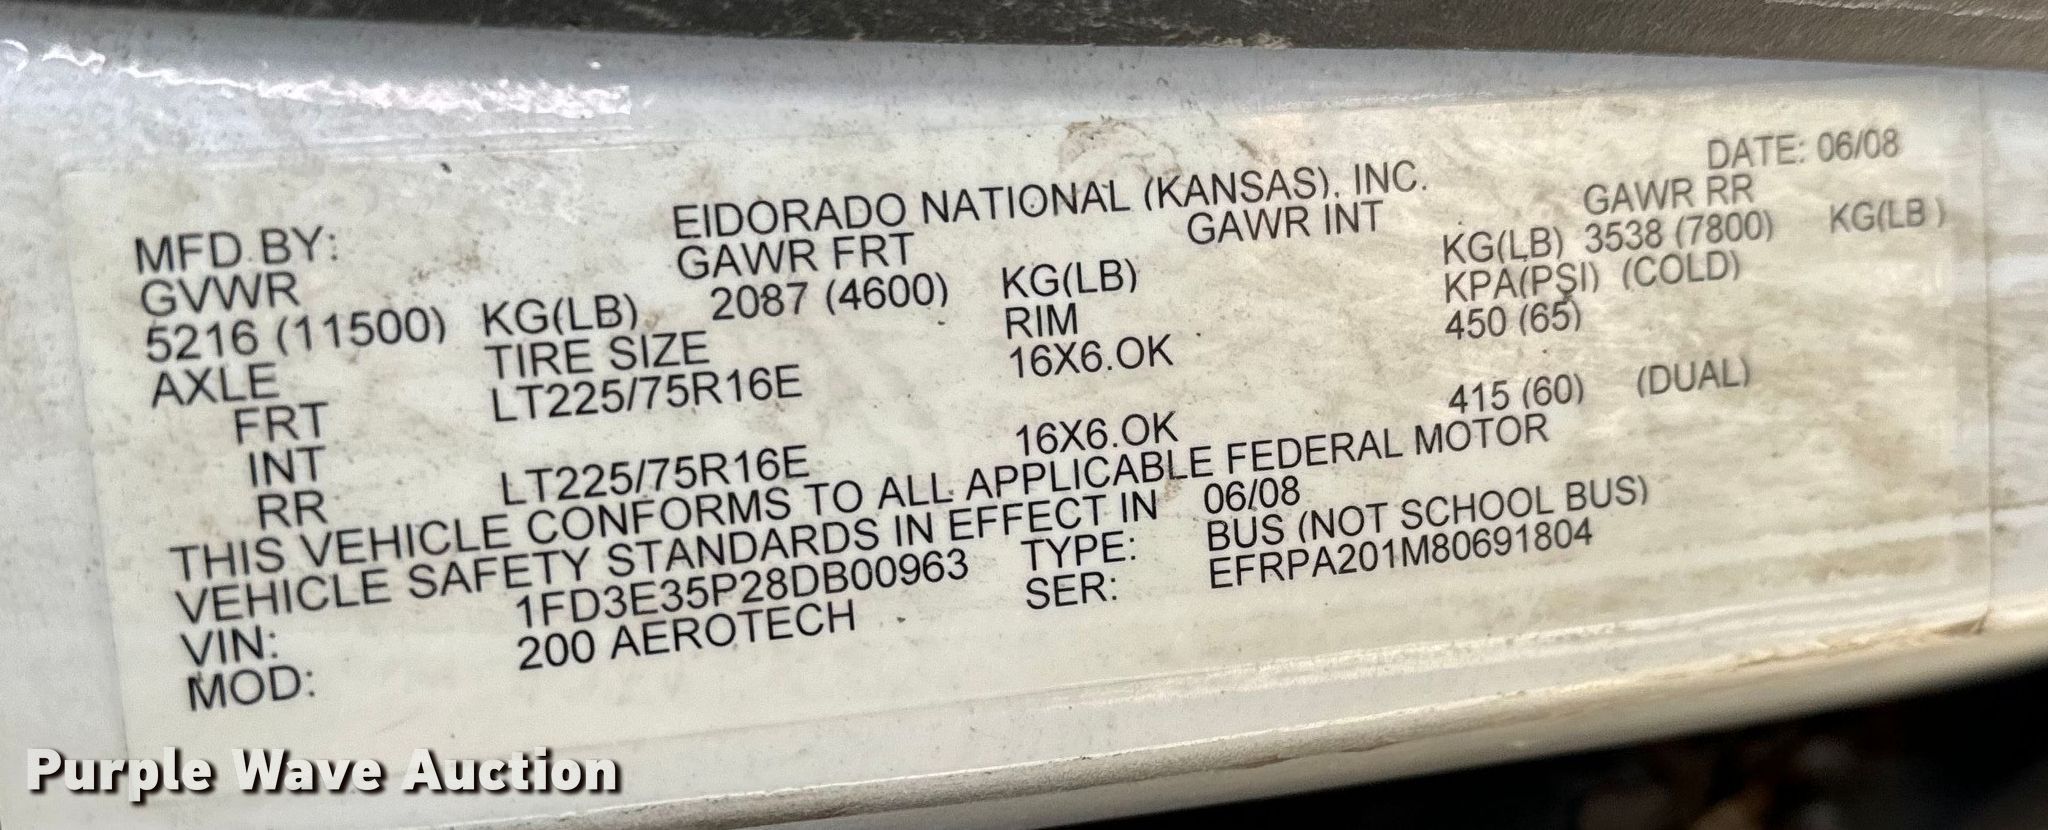 DATE: 06/08
MFD BY: EIDORADO NATIONAL (KANSAS), INC.
GVWR GAWR FRT GAWR INT GAWR RR
5216 (11500) KG(LB) 2087 (4600) KG(LB) KG(LB) 3538 (7800) KG(LB )
AXLE TIRE SIZE RIM KPA(PSI) (COLD)
FRT LT225/75R16E 16X6.OK 450 (65)
INT
RR LT225/75R16E 16X6.OK 415 (60) (DUAL)
THIS VEHICLE CONFORMS TO ALL APPLICABLE FEDERAL MOTOR
VEHICLE SAFETY STANDARDS IN EFFECT IN 06/08
VIN: 1FD3E35P28DB00963 TYPE: BUS (NOT SCHOOL BUS)
MOD: 200 AEROTECH SER: EFRPA201M80691804
Purple Wave Auction